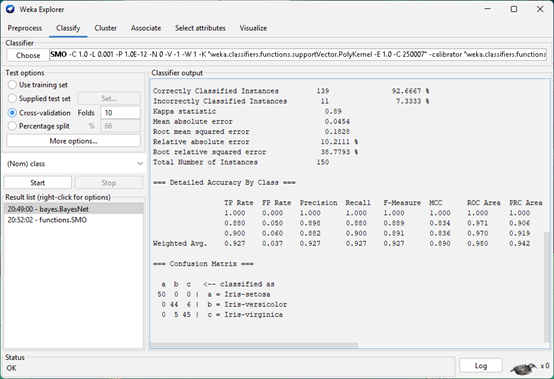 Weka Explorer
Preprocess Classify Cluster Associate Select attributes Visualize
Classifier
Choose SMO -C 1.0 -L 0.001 -P 1.0E-12 -N 0 -V -1 -W 1 -K "weka.classifiers.functions.supportVector.PolyKernel -E 1.0 -C 250007" -calibrator "weka.classifiers.functions
Test options
Use training set
Supplied test set Set...
Cross-validation Folds 10
Percentage split % 66
More options...
(Nom) class
Start Stop
Result list (right-click for options)
20:49:00 - bayes.BayesNet
20:52:02 - functions.SMO
Classifier output
Correctly Classified Instances 139 92.6667 %
Incorrectly Classified Instances 11 7.3333 %
Kappa statistic 0.89
Mean absolute error 0.0454
Root mean squared error 0.1828
Relative absolute error 10.2111 %
Root relative squared error 38.7793 %
Total Number of Instances 150
=== Detailed Accuracy By Class ===
TP Rate FP Rate Precision Recall F-Measure MCC ROC Area PRC Area
1.000 0.000 1.000 1.000 1.000 1.000 1.000 1.000
0.880 0.050 0.898 0.880 0.889 0.834 0.971 0.906
0.900 0.060 0.882 0.900 0.891 0.836 0.970 0.919
Weighted Avg. 0.927 0.037 0.927 0.927 0.927 0.890 0.980 0.942
=== Confusion Matrix ===
a b c <-- classified as
50 0 0 | a = Iris-setosa
0 44 6 | b = Iris-versicolor
0 5 45 | c = Iris-virginica
Status
OK
Log x 0